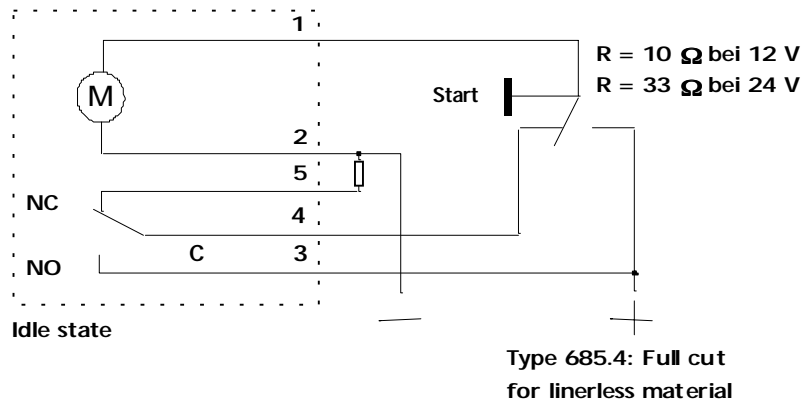 1
R = 10 Ω bei 12 V
M
Start
R = 33 Ω bei 24 V
2
5
NC
4
C
3
NO
Idle state
Type 685.4: Full cut
for linerless material